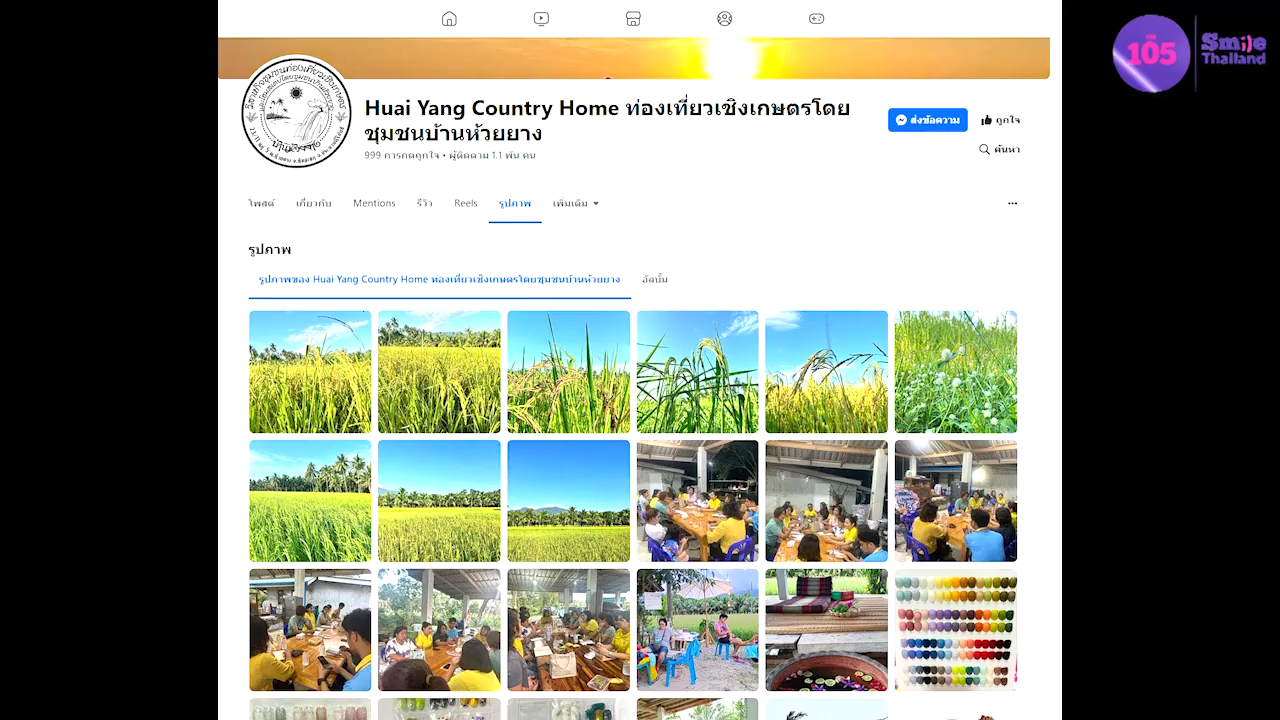 FM
105
Smile
Thailand
Huai Yang Country Home ท่องเที่ยวเชิงเกษตรโดย
ชุมชนบ้านห้วยยาง
999 การกดถูกใจ • ผู้ติดตาม 1.1 พัน คน
ส่งข้อความ
ถูกใจ
ค้นหา
โพสต์ เกี่ยวกับ Mentions รีวิว Reels รูปภาพ เพิ่มเติม
รูปภาพ
รูปภาพของ Huai Yang Country Home ท่องเที่ยวเชิงเกษตรโดยชุมชนบ้านห้วยยาง อัลบั้ม